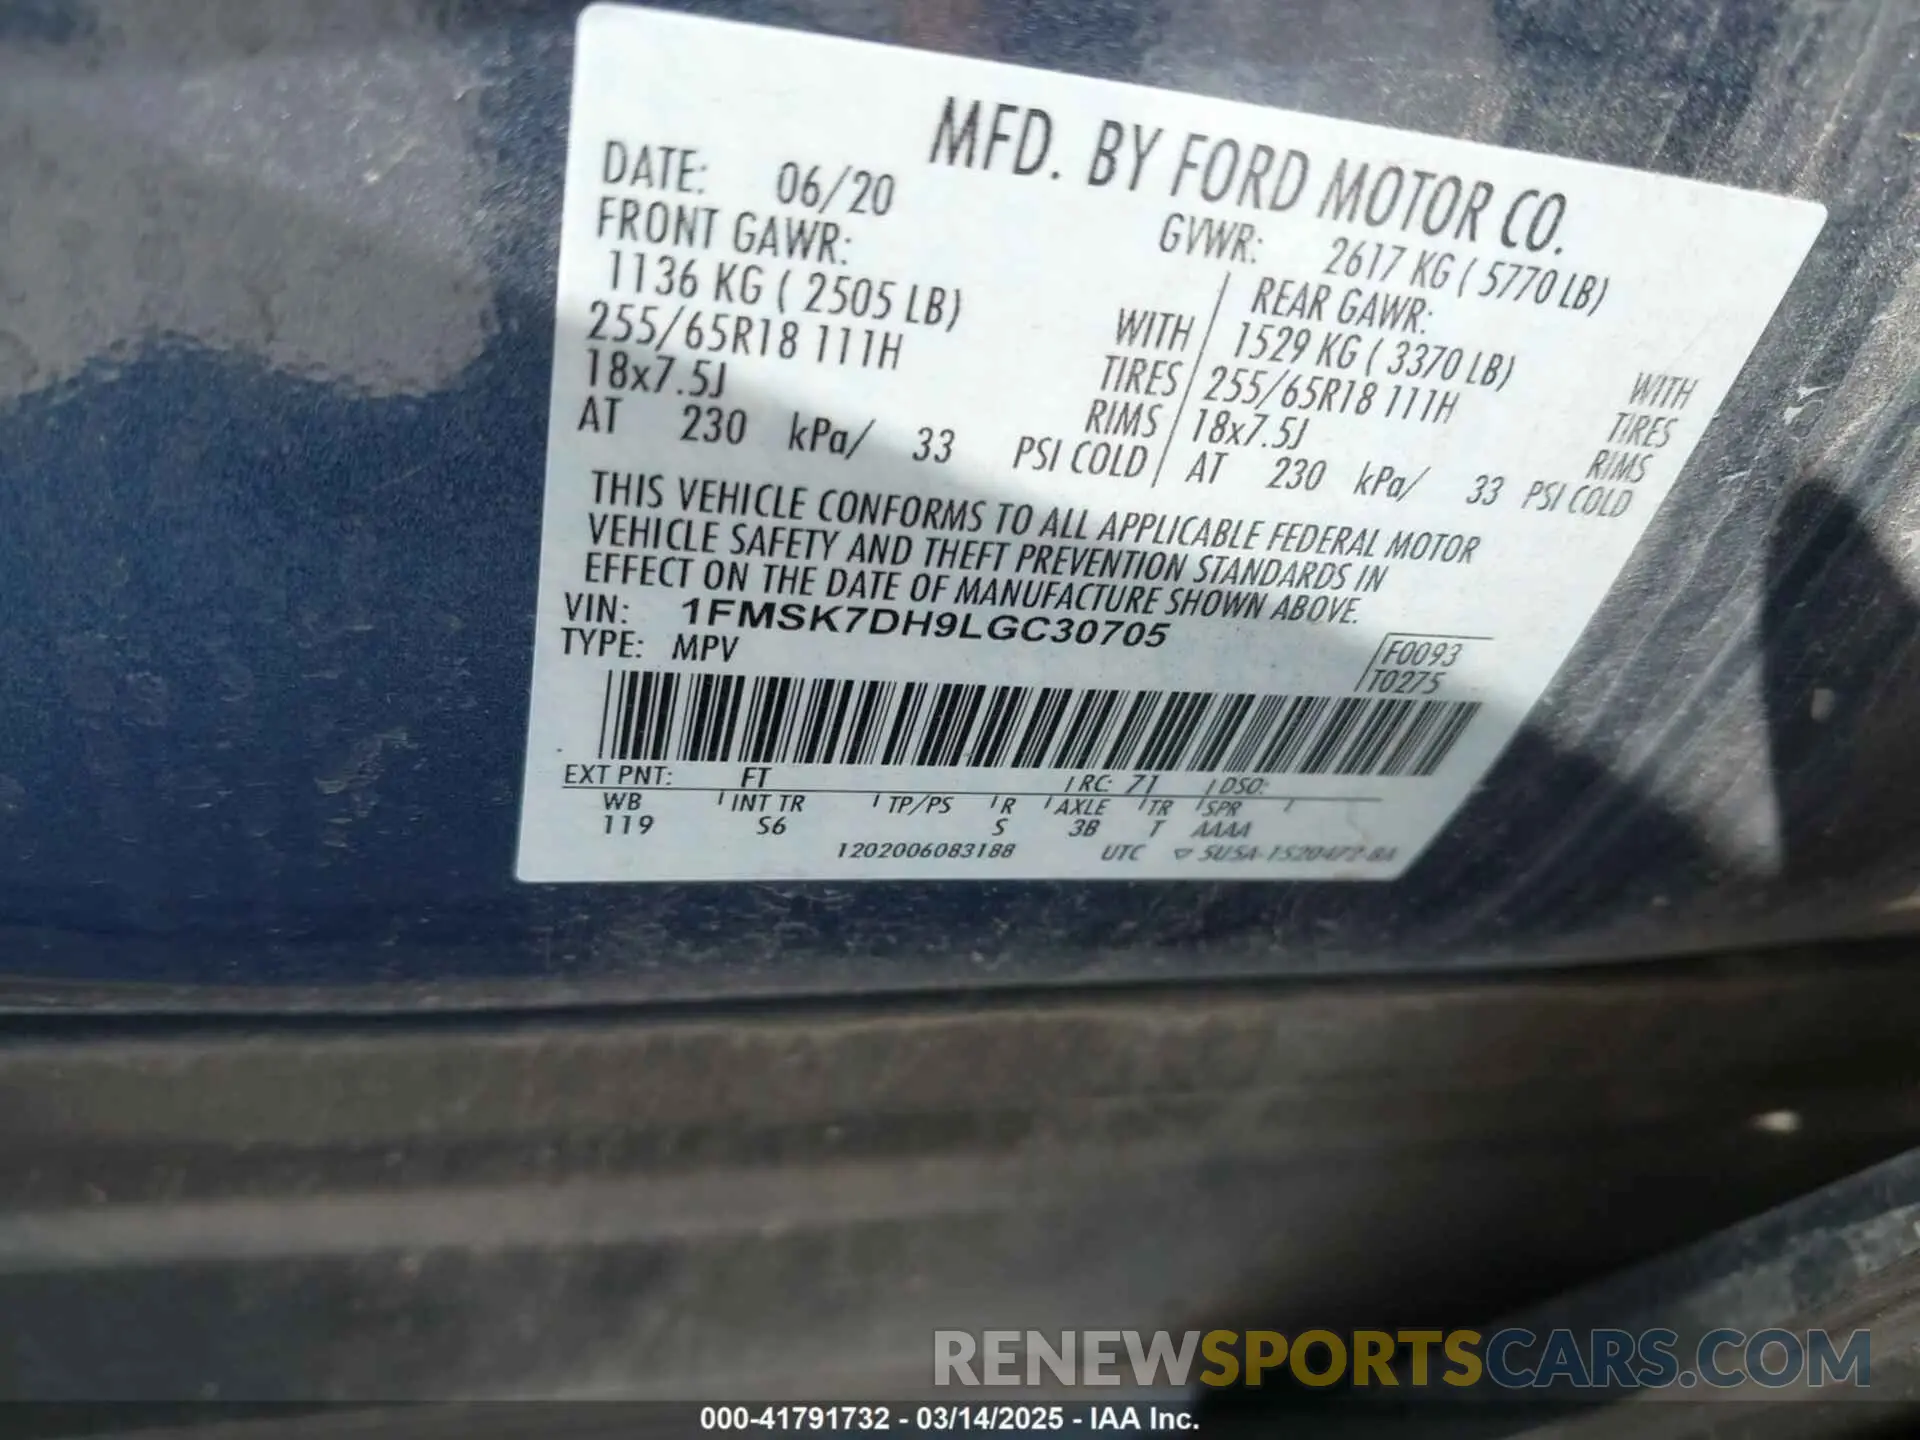 MFD. BY FORD MOTOR CO.
DATE: 06/20 GVWR: 2617 KG ( 5770 LB)
FRONT GAWR: REAR GAWR:
1136 KG ( 2505 LB) WITH 1529 KG ( 3370 LB) WITH
255/65R18 111H TIRES 255/65R18 111H TIRES
18x7.5J RIMS 18x7.5J RIMS
AT 230 kPa/ 33 PSI COLD AT 230 kPa/ 33 PSI COLD
THIS VEHICLE CONFORMS TO ALL APPLICABLE FEDERAL MOTOR
VEHICLE SAFETY AND THEFT PREVENTION STANDARDS IN
EFFECT ON THE DATE OF MANUFACTURE SHOWN ABOVE.
VIN: 1FMSK7DH9LGC30705
TYPE: MPV
F0093
T0275
EXT PNT: FT RC: 71 DSO:
WB INT TR TP/PS R AXLE TR SPR
119 S6 S 3B T AAAA
1202006083188 UTC
RENEWSPORTSCARS.COM
000-41791732 - 03/14/2025 - IAA Inc.